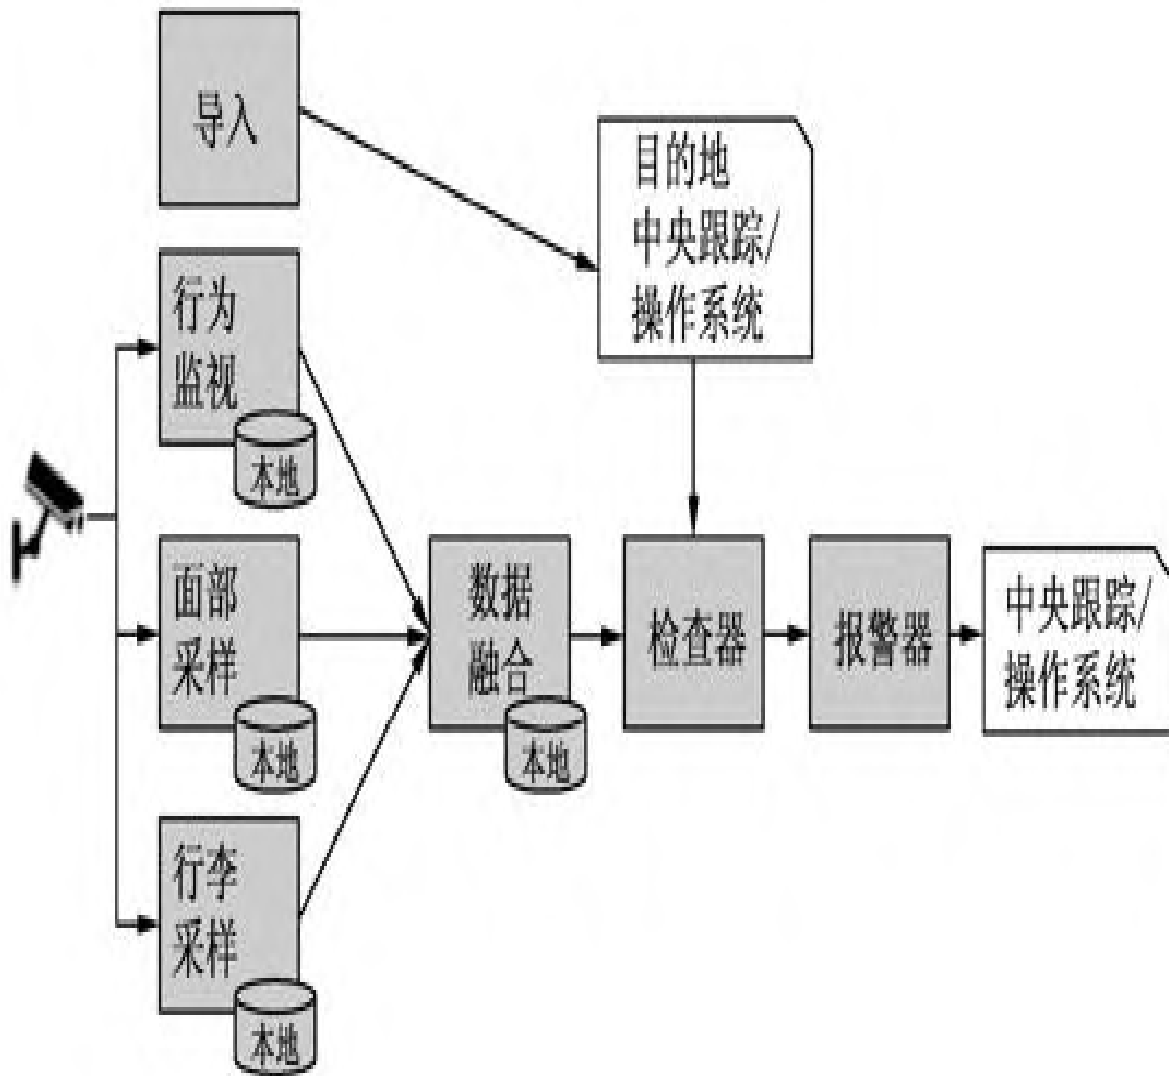 导入
目的地
中央跟踪/
操作系统
行为
监视
本地
面部
采样
本地
数据
融合
本地
检查器
报警器
中央跟踪/
操作系统
行李
采样
本地